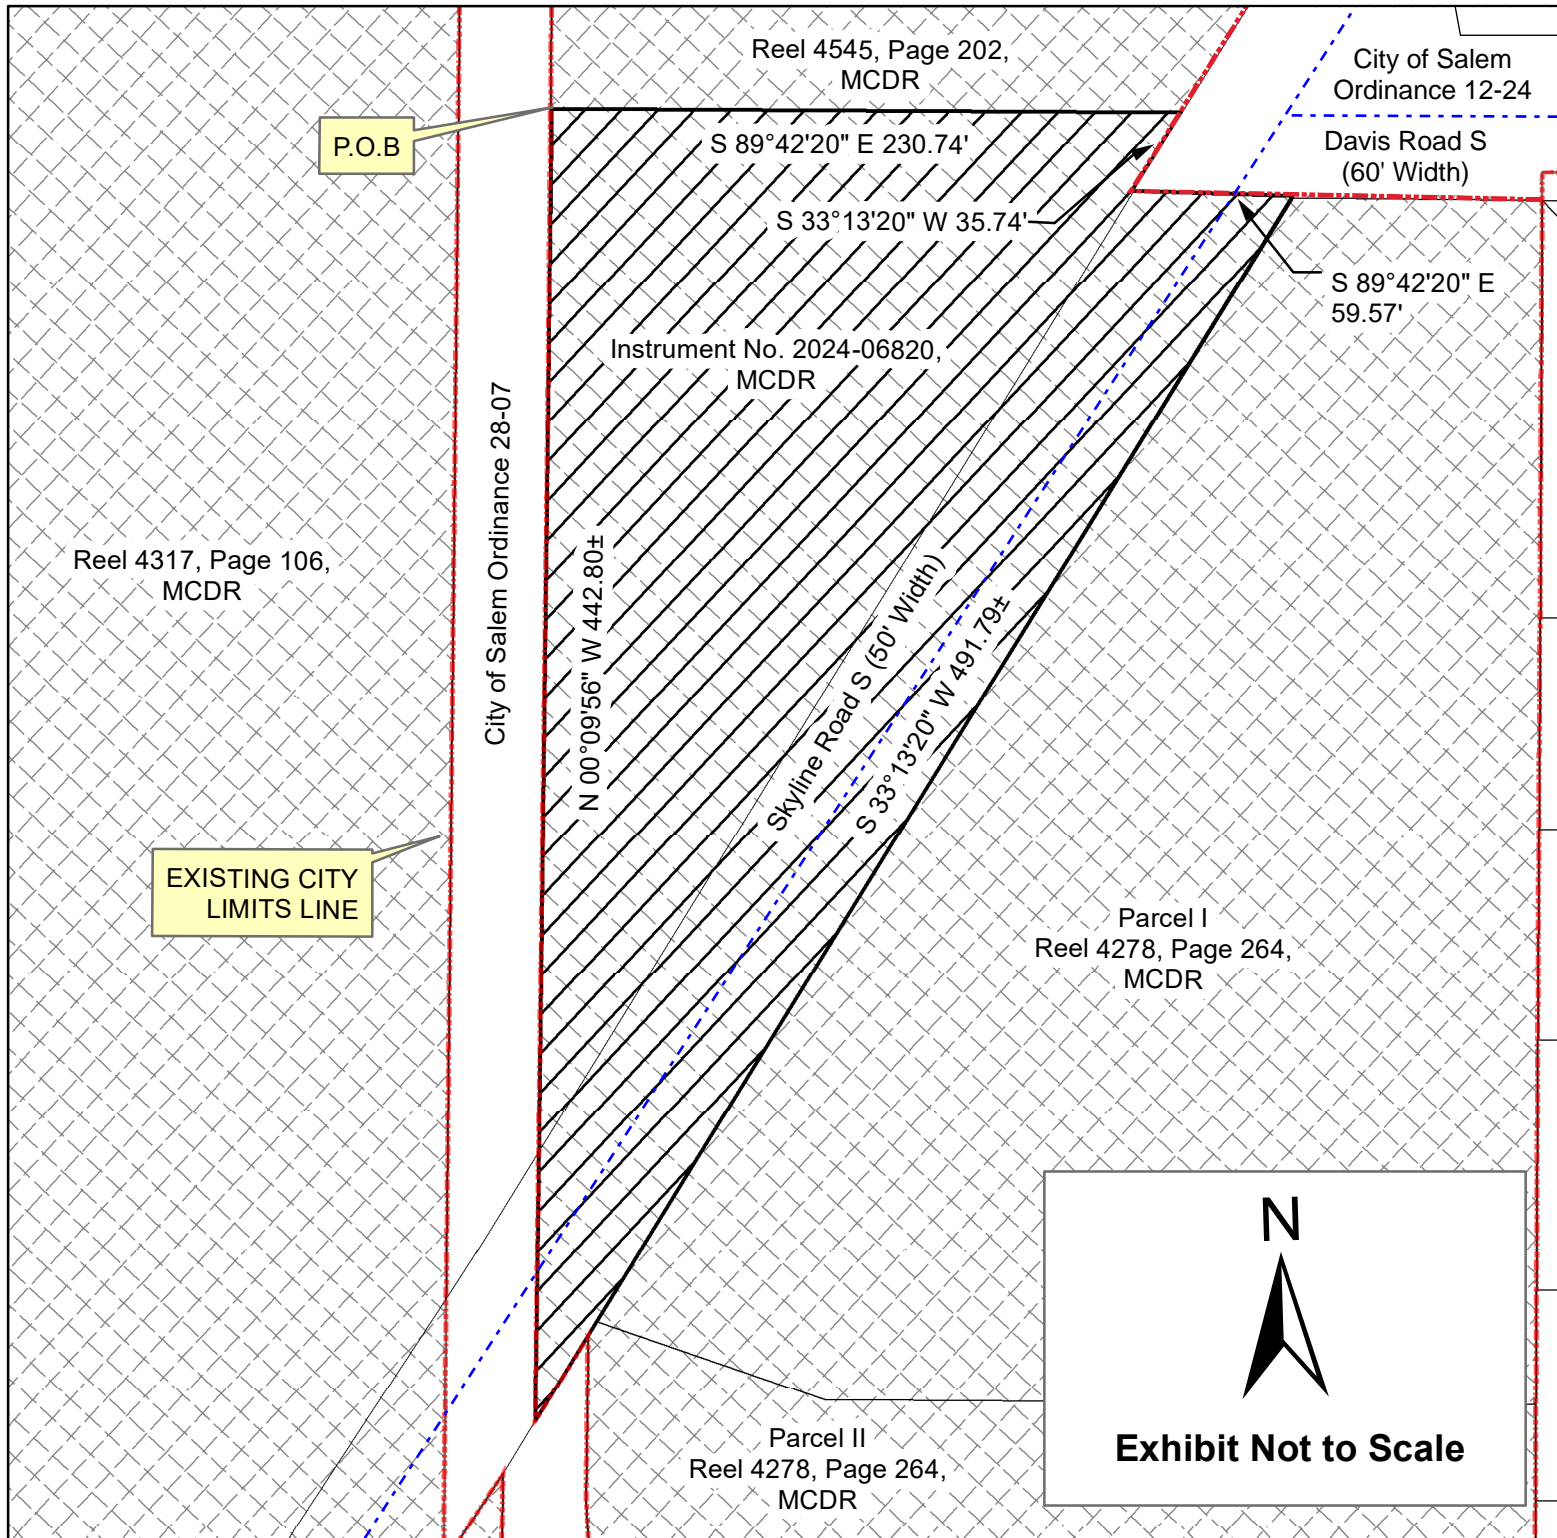 Reel 4545, Page 202,
MCDR
City of Salem
Ordinance 12-24
P.O.B
S 89°42'20" E 230.74'
Davis Road S
(60' Width)
S 33°13'20" W 35.74'
S 89°42'20" E
59.57'
Instrument No. 2024-06820,
MCDR
City of Salem Ordinance 28-07
Reel 4317, Page 106,
MCDR
N 00°09'56" W 442.80±
Skyline Road S (50' Width)
S 33°13'20" W 491.79±
EXISTING CITY
LIMITS LINE
Parcel I
Reel 4278, Page 264,
MCDR
N
Exhibit Not to Scale
Parcel II
Reel 4278, Page 264,
MCDR